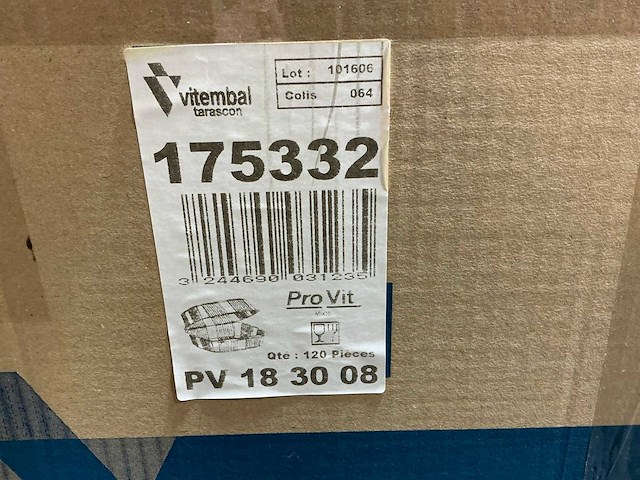 vitembal
tarascon
Lot : 101606
Colis 064
175332
3 244690 031235
Pro Vit
Qte : 120 Pieces
PV 18 30 08